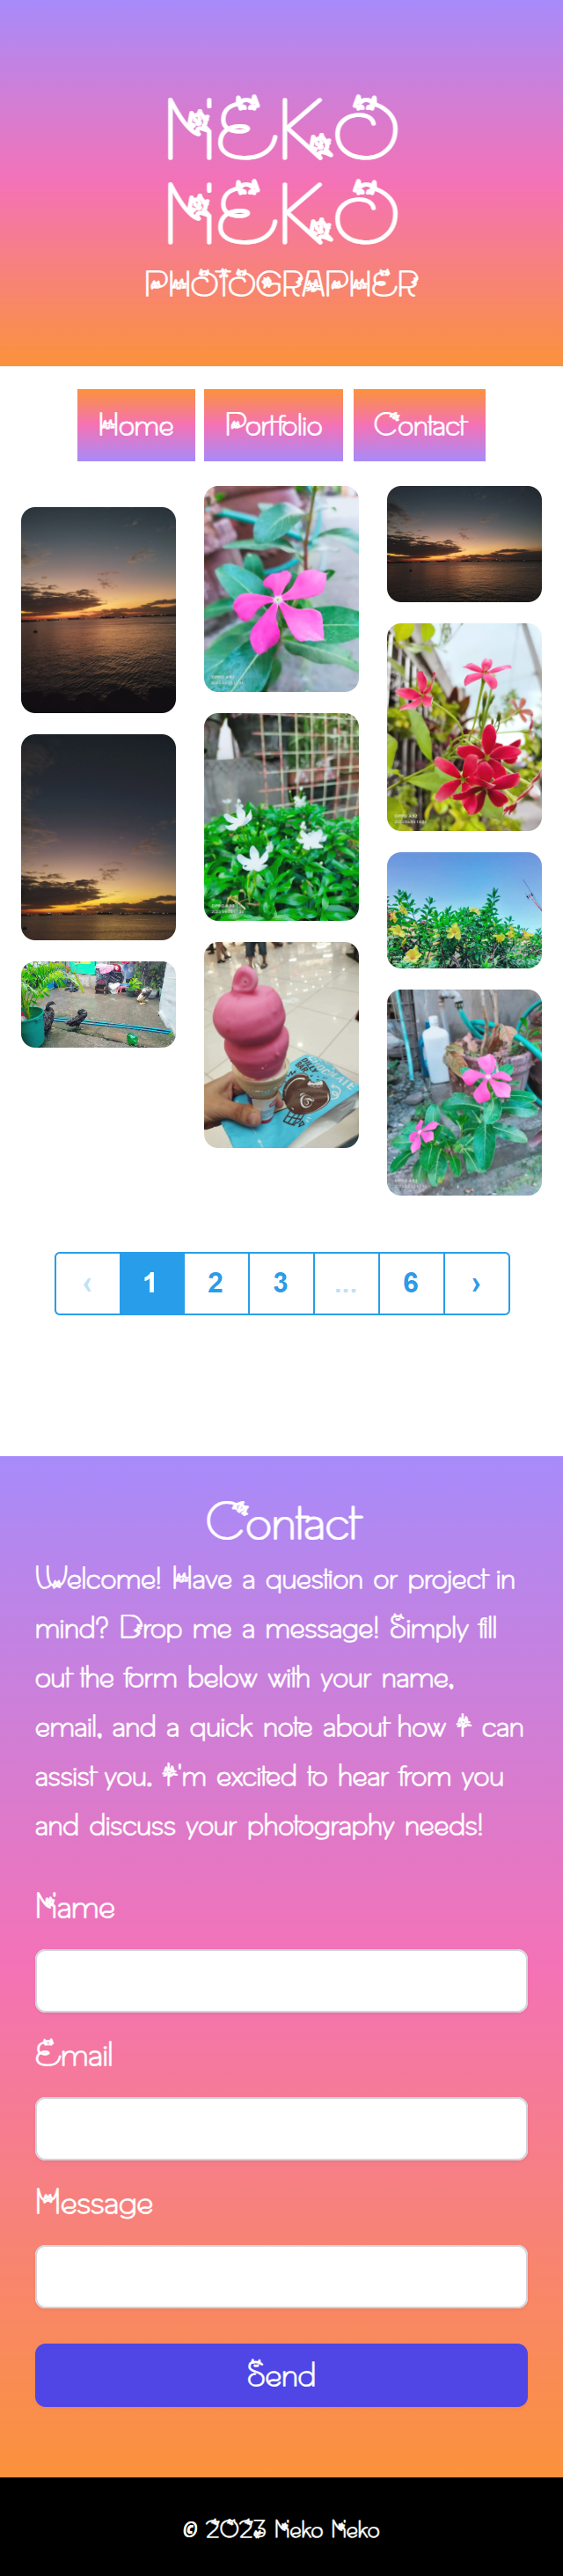 NEKO
NEKO
PHOTOGRAPHER
Home Portfolio Contact
‹ 1 2 3 ... 6 ›
Contact
Welcome! Have a question or project in
mind? Drop me a message! Simply fill
out the form below with your name,
email, and a quick note about how I can
assist you. I'm excited to hear from you
and discuss your photography needs!
Name
Email
Message
Send
© 2023 Neko Neko